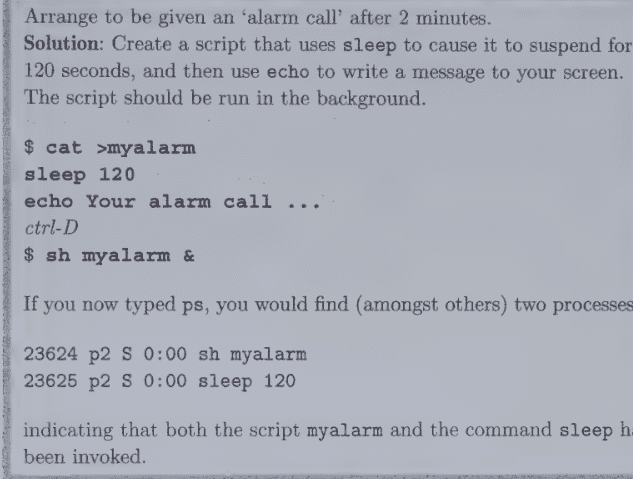 Arrange to be given an ‘alarm call’ after 2 minutes.
Solution: Create a script that uses sleep to cause it to suspend for
120 seconds, and then use echo to write a message to your screen.
The script should be run in the background.
$ cat >myalarm
sleep 120
echo Your alarm call ...
ctrl-D
$ sh myalarm &
If you now typed ps, you would find (amongst others) two processes
23624 p2 S 0:00 sh myalarm
23625 p2 S 0:00 sleep 120
indicating that both the script myalarm and the command sleep
been invoked.